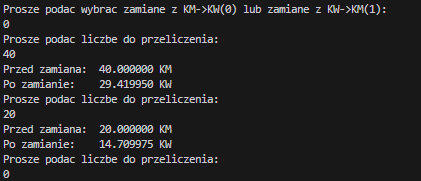 Prosze podac wybrac zamiane z KM->KW(0) lub zamiane z KW->KM(1):
0
Prosze podac liczbe do przeliczenia:
40
Przed zamiana:  40.000000 KM
Po zamianie:    29.419950 KW
Prosze podac liczbe do przeliczenia:
20
Przed zamiana:  20.000000 KM
Po zamianie:    14.709975 KW
Prosze podac liczbe do przeliczenia:
0